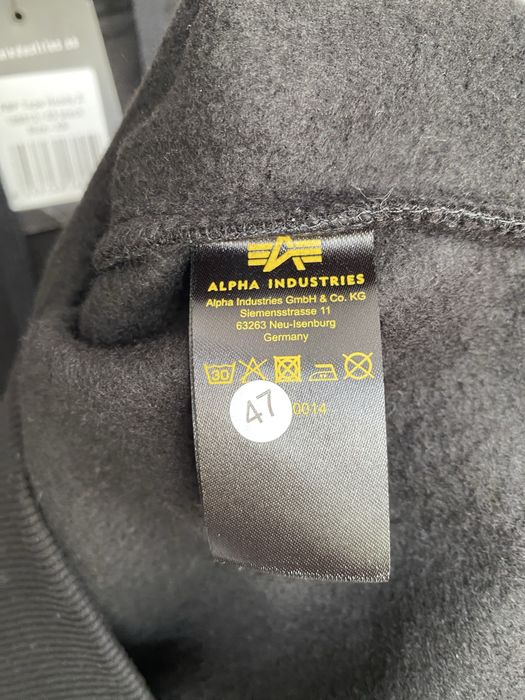 ALPHA INDUSTRIES
Alpha Industries GmbH & Co. KG
Siemensstrasse 11
63263 Neu-Isenburg
Germany
30
47
0014